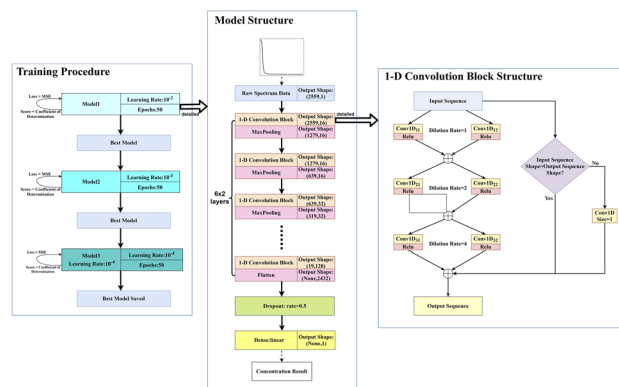 Training Procedure
Loss = MSE
Score = Coefficient of
Determination
Model1
Learning Rate:10⁻²
Epochs:50
detailed
Best Model
Loss = MSE
Score = Coefficient of
Determination
Model2
Learning Rate:10⁻³
Epochs:50
Best Model
Loss = MSE
Score = Coefficient of
Determination
Model3
Learning Rate:10⁻⁴
Learning Rate:10⁻⁴
Epochs:50
Best Model Saved
Model Structure
Raw Spectrum Data
Output Shape:
(2559,1)
1-D Convolution Block
Output Shape:
(2559,16)
MaxPooling
Output Shape:
(1279,16)
detailed
1-D Convolution Block
Output Shape:
(1279,16)
MaxPooling
Output Shape:
(639,16)
6x2
layers
1-D Convolution Block
Output Shape:
(639,32)
MaxPooling
Output Shape:
(319,32)
1-D Convolution Block
Output Shape:
(19,128)
Flatten
Output Shape:
(None,2432)
Dropout: rate=0.5
Dense:linear
Output Shape:
(None,1)
Concentration Result
1-D Convolution Block Structure
Input Sequence
Conv1D₁₁
Relu
Dilation Rate=1
Conv1D₁₂
Relu
Conv1D₂₁
Relu
Dilation Rate=2
Conv1D₂₂
Relu
Conv1D₃₁
Relu
Dilation Rate=4
Conv1D₃₂
Relu
Output Sequence
Input Sequence
Shape=Output Sequence
Shape?
No
Yes
Conv1D
Size=1